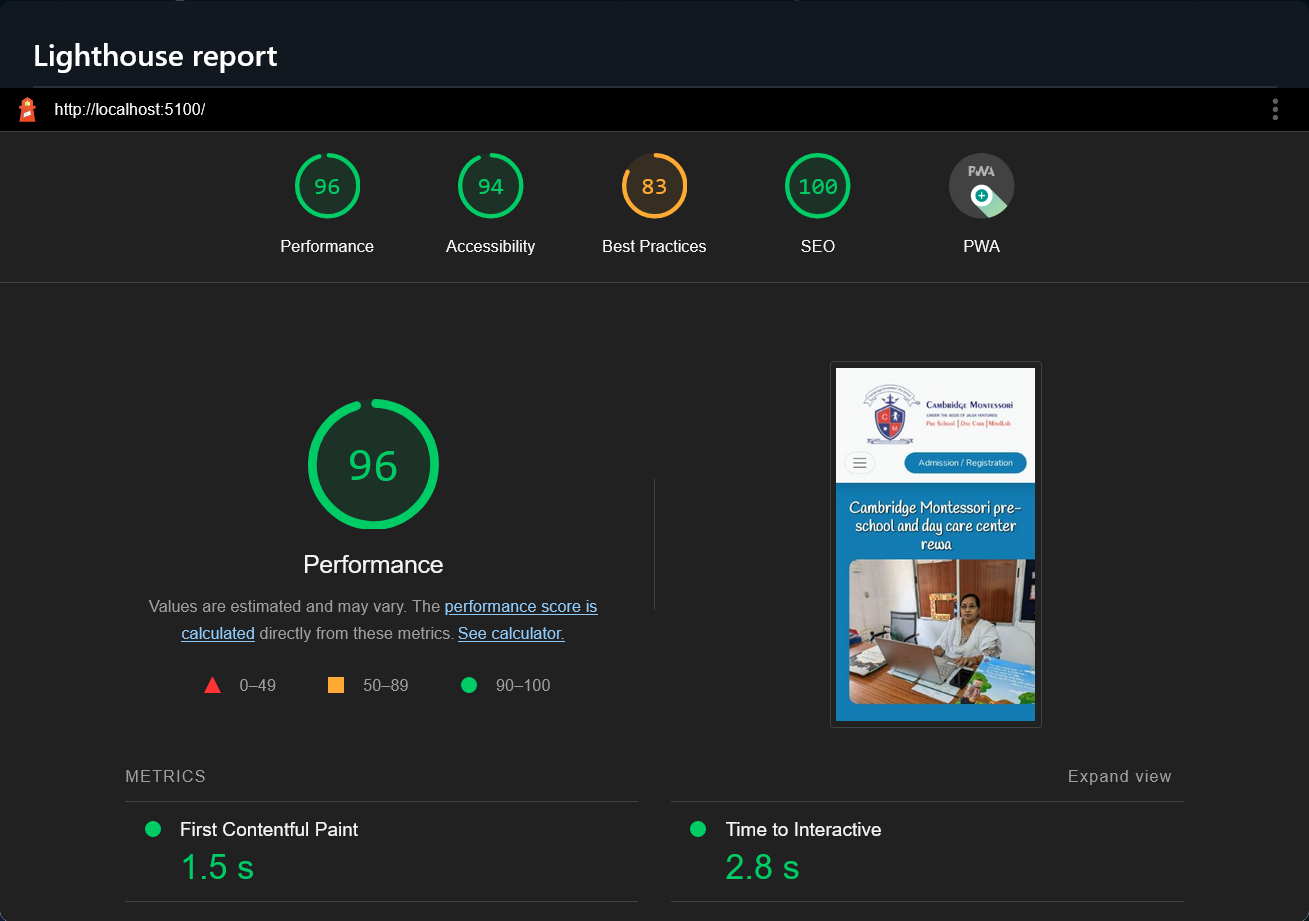 Lighthouse report
http://localhost:5100/
96
94
83
100
PWA
Performance
Accessibility
Best Practices
SEO
PWA
96
Performance
Values are estimated and may vary. The performance score is
calculated directly from these metrics. See calculator.
0–49
50–89
90–100
Cambridge Montessori
UNDER THE AEGIS OF JALSA VENTURES
Pre School | Day Care | MindLab
C
M
Admission / Registration
Cambridge Montessori pre-
school and day care center
rewa
METRICS
Expand view
First Contentful Paint
1.5 s
Time to Interactive
2.8 s